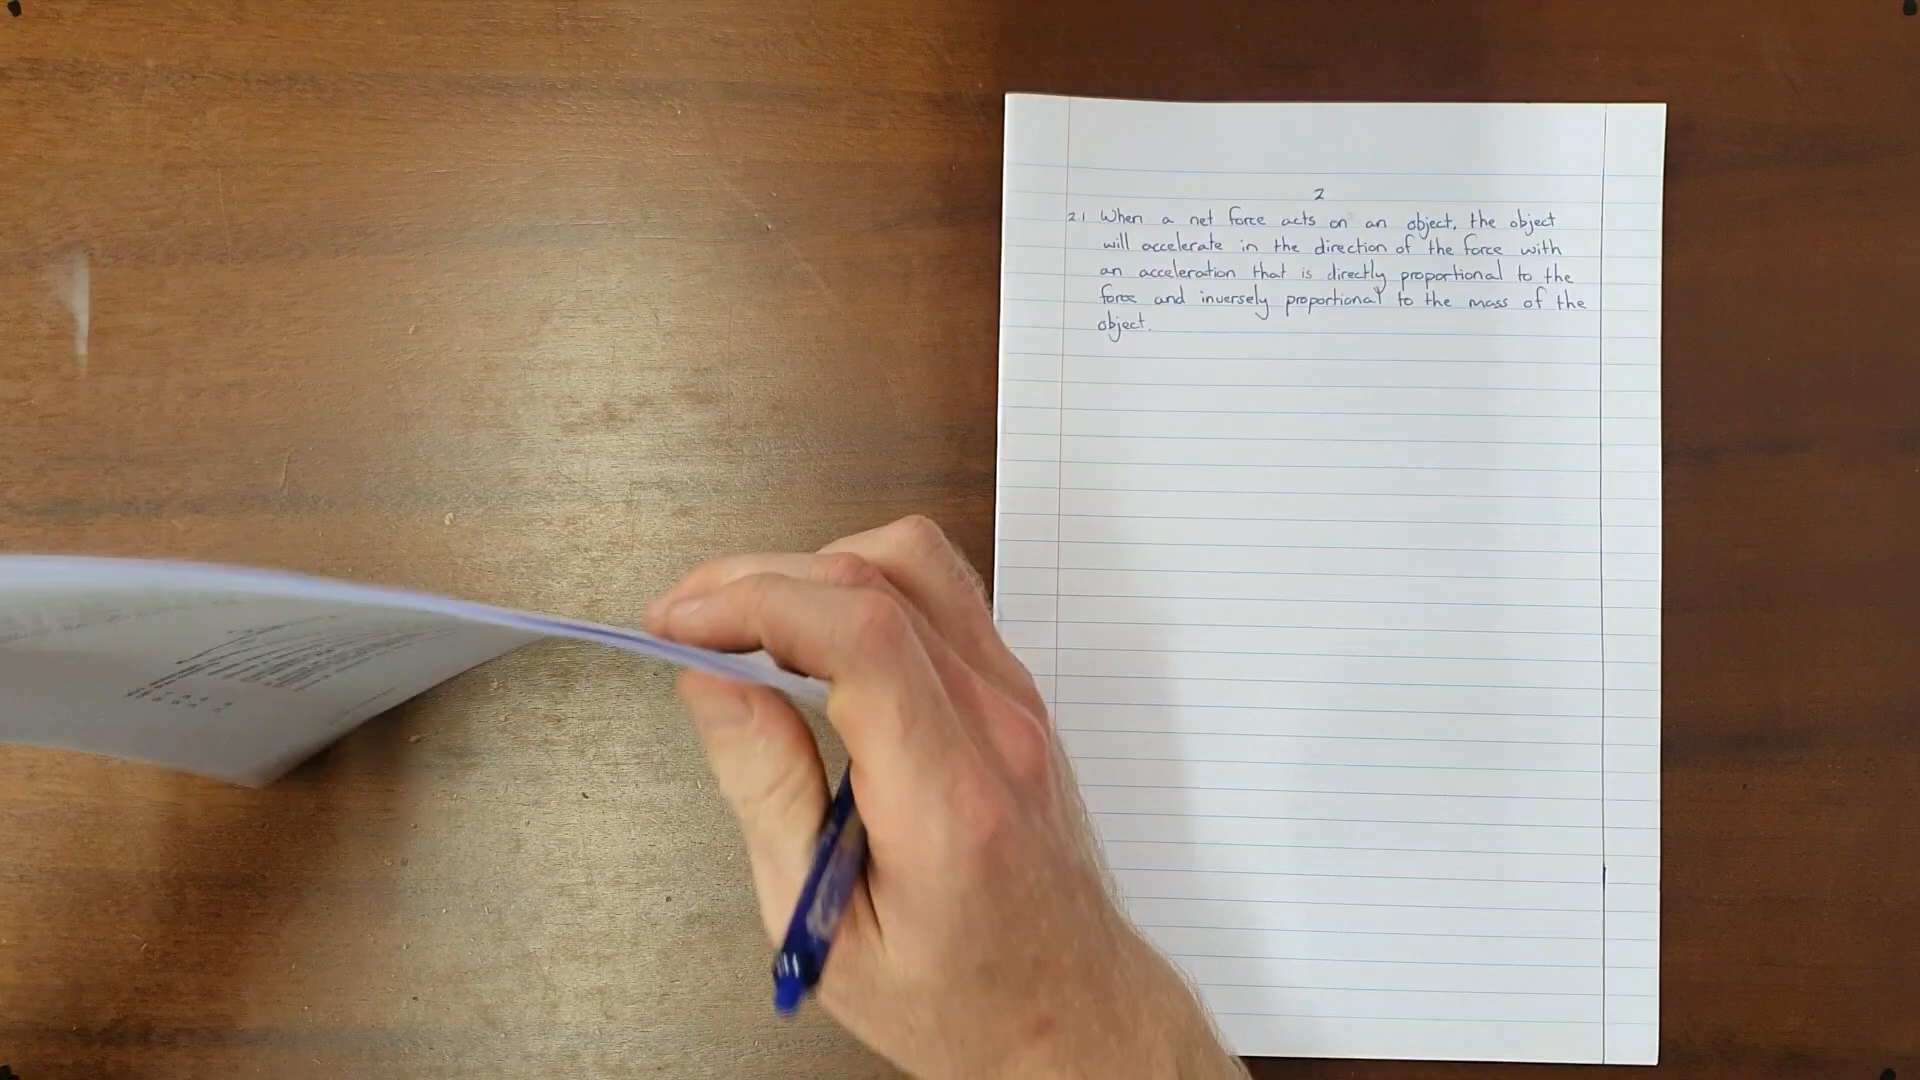 2
2.1 When a net force acts on an object, the object
will accelerate in the direction of the force with
an acceleration that is directly proportional to the
force and inversely proportional to the mass of the
object.